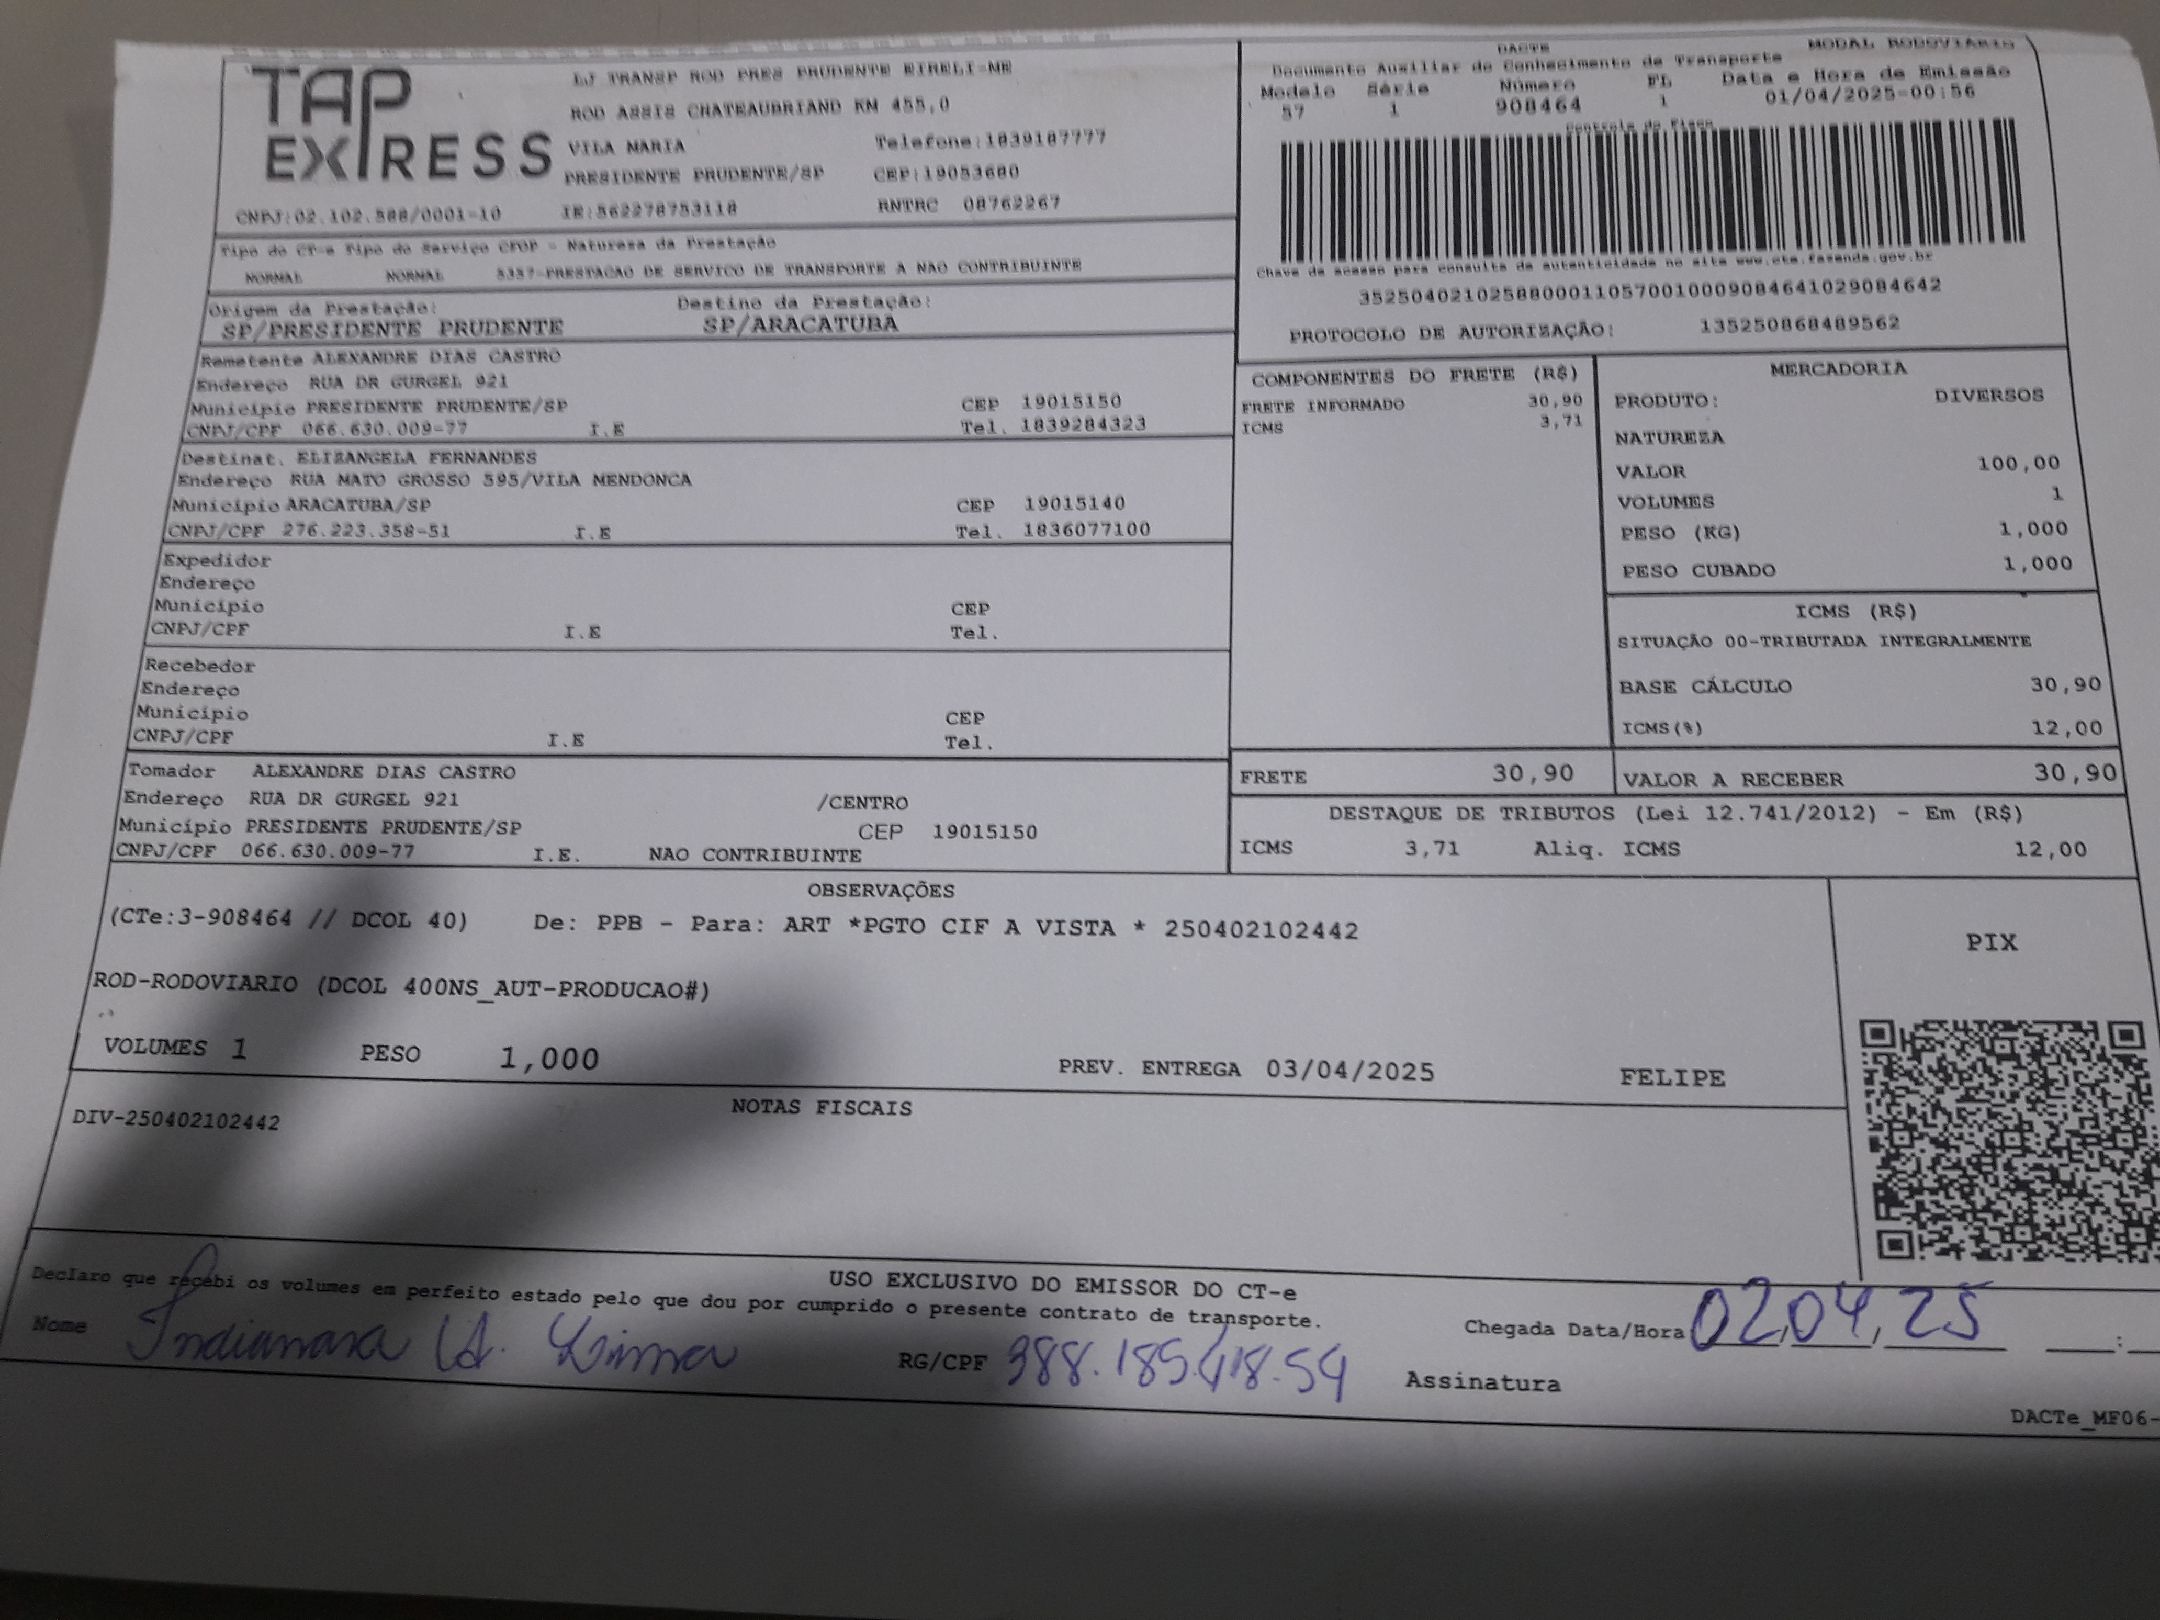 TAP
EXPRESS
LJ TRANSP ROD PRES PRUDENTE EIRELI-ME
ROD ASSIS CHATEAUBRIAND KM 455,0
VILA MARIA Telefone:1839187777
PRESIDENTE PRUDENTE/SP CEP:19053680
CNPJ:02.102.588/0001-10 IE:562278753118 RNTRC 08762267
DACTE MODAL RODOVIÁRIO
Documento Auxiliar do Conhecimento de Transporte
Modelo Série Número FL Data e Hora de Emissão
57 1 908464 1 01/04/2025-00:56
Controle do Fisco
Chave de acesso para consulta de autenticidade no site www.cte.fazenda.gov.br
35250402102588000110570010009084641029084642
PROTOCOLO DE AUTORIZAÇÃO: 135250868489562
Tipo do CT-e Tipo do Serviço CFOP - Natureza da Prestação
NORMAL NORMAL 5357-PRESTACAO DE SERVICO DE TRANSPORTE A NAO CONTRIBUINTE
Origem da Prestação: Destino da Prestação:
SP/PRESIDENTE PRUDENTE SP/ARACATUBA
Remetente ALEXANDRE DIAS CASTRO
Endereço RUA DR GURGEL 921
Município PRESIDENTE PRUDENTE/SP CEP 19015150
CNPJ/CPF 066.630.009-77 I.E Tel. 1839284323
Destinat. ELIZANGELA FERNANDES
Endereço RUA MATO GROSSO 595/VILA MENDONCA
Município ARACATUBA/SP CEP 19015140
CNPJ/CPF 276.223.358-51 I.E Tel. 1836077100
Expedidor
Endereço
Município CEP
CNPJ/CPF I.E Tel.
Recebedor
Endereço
Município CEP
CNPJ/CPF I.E Tel.
Tomador ALEXANDRE DIAS CASTRO
Endereço RUA DR GURGEL 921 /CENTRO
Município PRESIDENTE PRUDENTE/SP CEP 19015150
CNPJ/CPF 066.630.009-77 I.E. NAO CONTRIBUINTE
COMPONENTES DO FRETE (R$)
FRETE INFORMADO 30,90
ICMS 3,71
MERCADORIA
PRODUTO: DIVERSOS
NATUREZA
VALOR 100,00
VOLUMES 1
PESO (KG) 1,000
PESO CUBADO 1,000
ICMS (R$)
SITUAÇÃO 00-TRIBUTADA INTEGRALMENTE
BASE CÁLCULO 30,90
ICMS(%) 12,00
FRETE 30,90 VALOR A RECEBER 30,90
DESTAQUE DE TRIBUTOS (Lei 12.741/2012) - Em (R$)
ICMS 3,71 Aliq. ICMS 12,00
OBSERVAÇÕES
(CTe:3-908464 // DCOL 40) De: PPB - Para: ART *PGTO CIF A VISTA * 250402102442
ROD-RODOVIARIO (DCOL 400NS_AUT-PRODUCAO#)
VOLUMES 1 PESO 1,000 PREV. ENTREGA 03/04/2025 FELIPE
PIX
NOTAS FISCAIS
DIV-250402102442
USO EXCLUSIVO DO EMISSOR DO CT-e
Declaro que recebi os volumes em perfeito estado pelo que dou por cumprido o presente contrato de transporte.
Nome Indianara Lima RG/CPF 388.185.418.54
Chegada Data/Hora 02,04,25 :
Assinatura
DACTe_MF06-